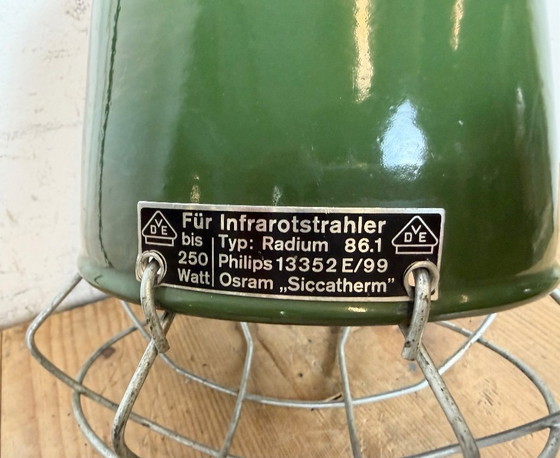 Für Infrarotstrahler
bis Typ: Radium 86.1
250 Philips 13352 E/99
Watt Osram „Siccatherm"
VDE
VDE